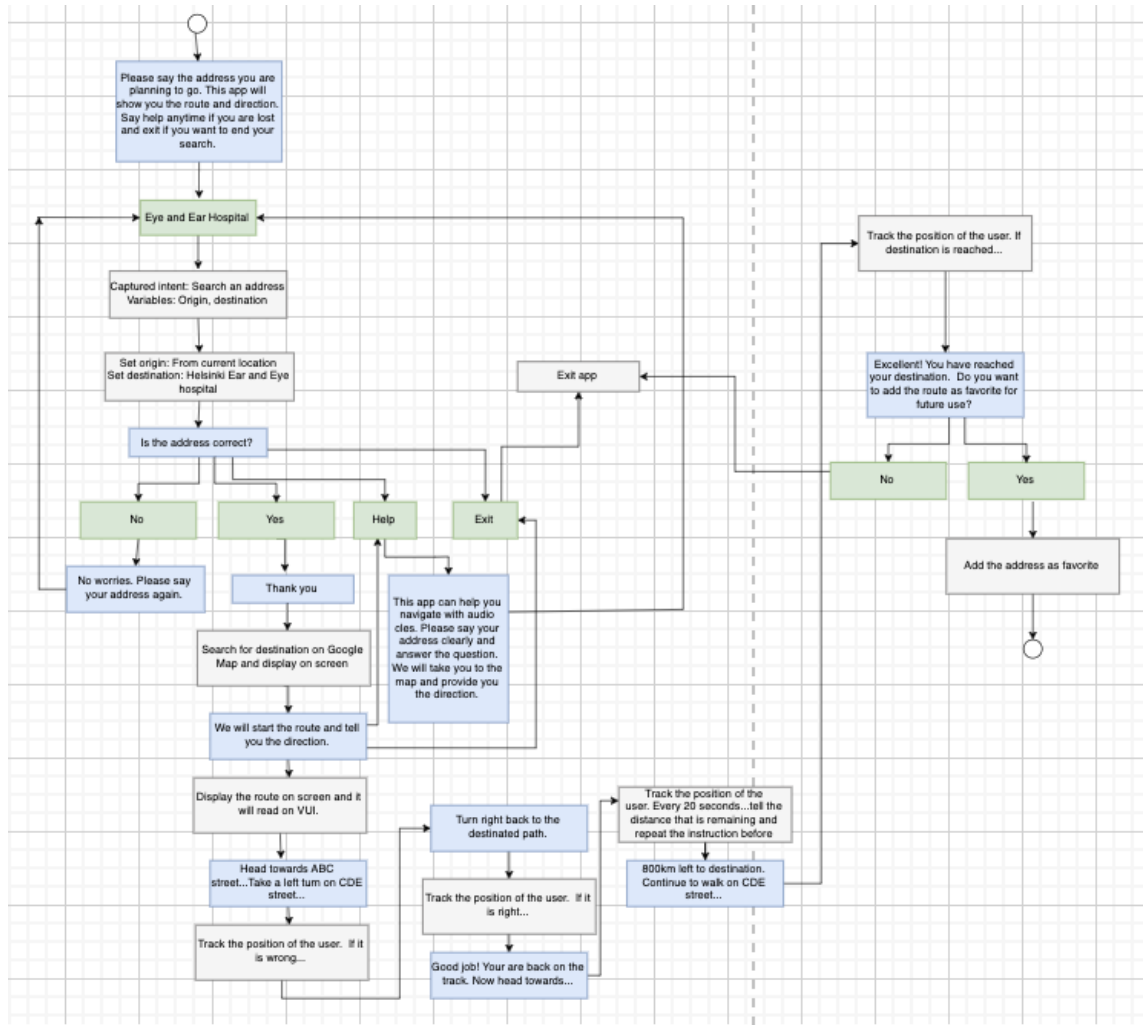 Please say the address you are
planning to go. This app will
show you the route and direction.
Say help anytime if you are lost
and exit if you want to end your
search.
Eye and Ear Hospital
Captured intent: Search an address
Variables: Origin, destination
Set origin: From current location
Set destination: Helsinki Ear and Eye
hospital
Is the address correct?
No
Yes
Help
Exit
Exit app
No worries. Please say
your address again.
Thank you
This app can help you
navigate with audio
cles. Please say your
address clearly and
answer the question.
We will take you to the
map and provide you
the direction.
Search for destination on Google
Map and display on screen
We will start the route and tell
you the direction.
Display the route on screen and it
will read on VUI.
Head towards ABC
street...Take a left turn on CDE
street...
Track the position of the user. If it
is wrong...
Turn right back to the
destinated path.
Track the position of the user. If it
is right...
Good job! Your are back on the
track. Now head towards...
Track the position of the
user. Every 20 seconds...tell the
distance that is remaining and
repeat the instruction before
800km left to destination.
Continue to walk on CDE
street...
Track the position of the user. If
destination is reached...
Excellent! You have reached
your destination. Do you want
to add the route as favorite for
future use?
No
Yes
Add the address as favorite